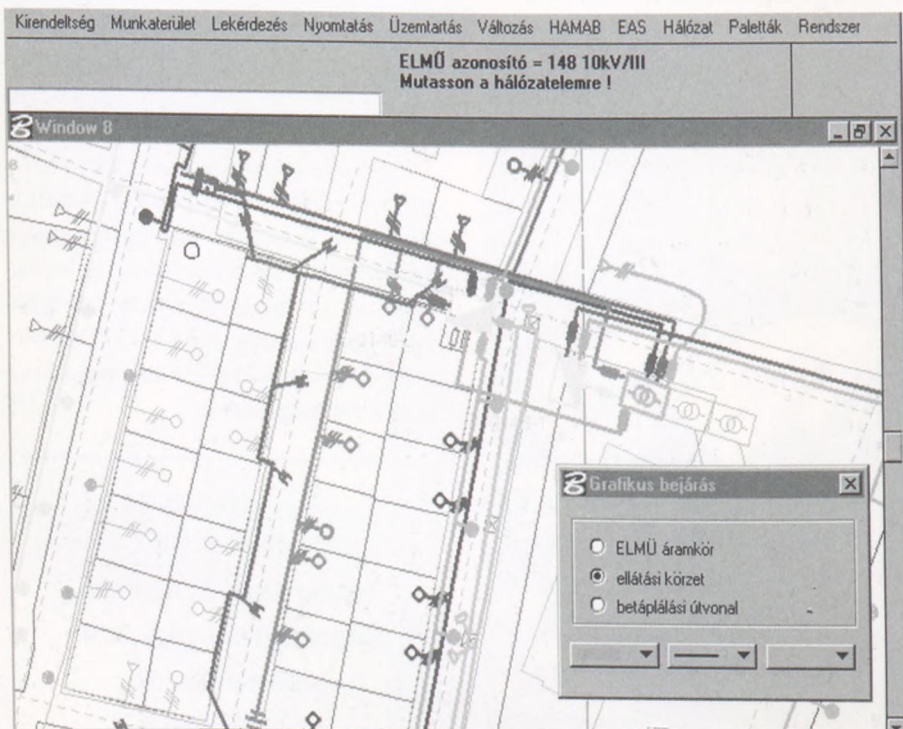 Kirendeltség Munkaterület Lekérdezés Nyomtatás Üzemtartás Változás HAMAB EAS Hálózat Paletták Rendszer
ELMŰ azonosító = 148 10kV/III
Mutasson a hálózatelemre !
Window 8
Grafikus bejárás
ELMŰ áramkör
ellátási körzet
betáplálási útvonal